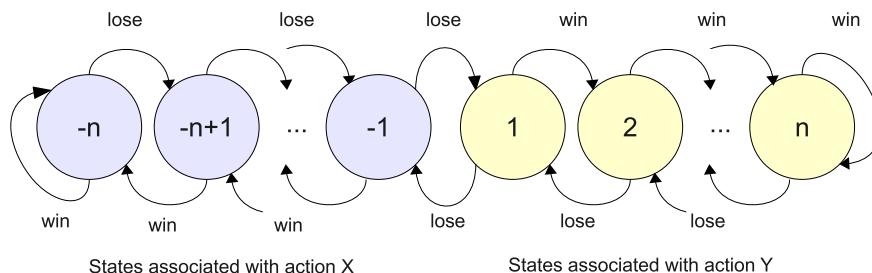 lose lose lose win win win
-n -n+1 ... -1 1 2 ... n
win win win lose lose lose
States associated with action X States associated with action Y